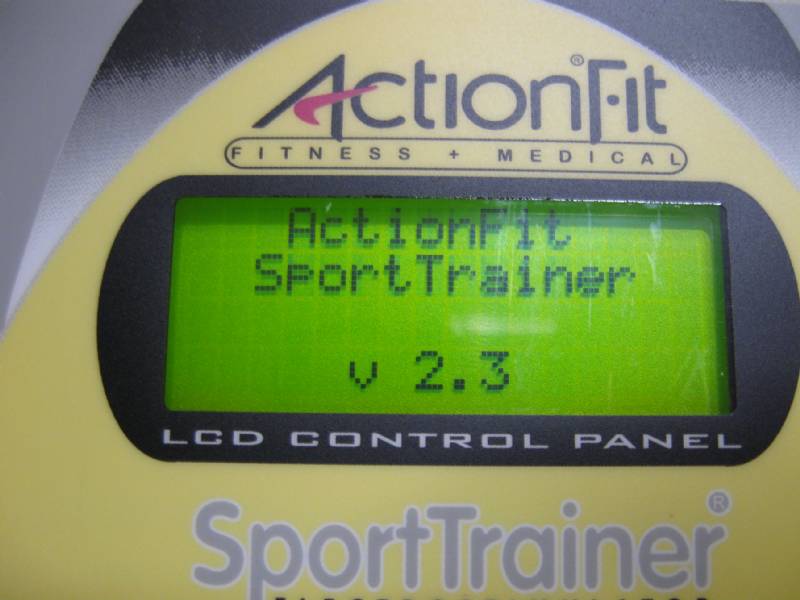 ActionFit®
FITNESS + MEDICAL
ActionFit
SportTrainer
v 2.3
LCD CONTROL PANEL
SportTrainer®